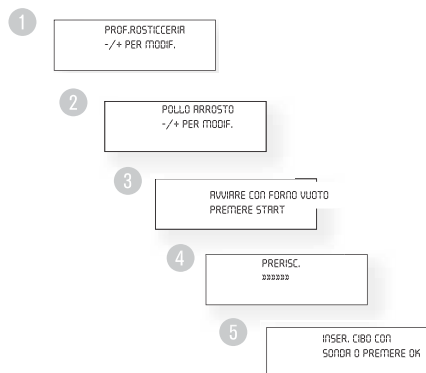 1
PROF.ROSTICCERIA
-/+ PER MODIF.
2
POLLO ARROSTO
-/+ PER MODIF.
3
AVVIARE CON FORNO VUOTO
PREMERE START
4
PRERISC.
»»»»»»
5
INSER. CIBO CON
SONDA O PREMERE OK